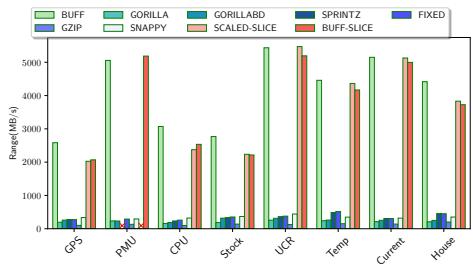 BUFF GORILLA GORILLABD SPRINTZ FIXED
GZIP SNAPPY SCALED-SLICE BUFF-SLICE
Range(MB/s)
5000
4000
3000
2000
1000
0
GPS PMU CPU Stock UCR Temp Current House